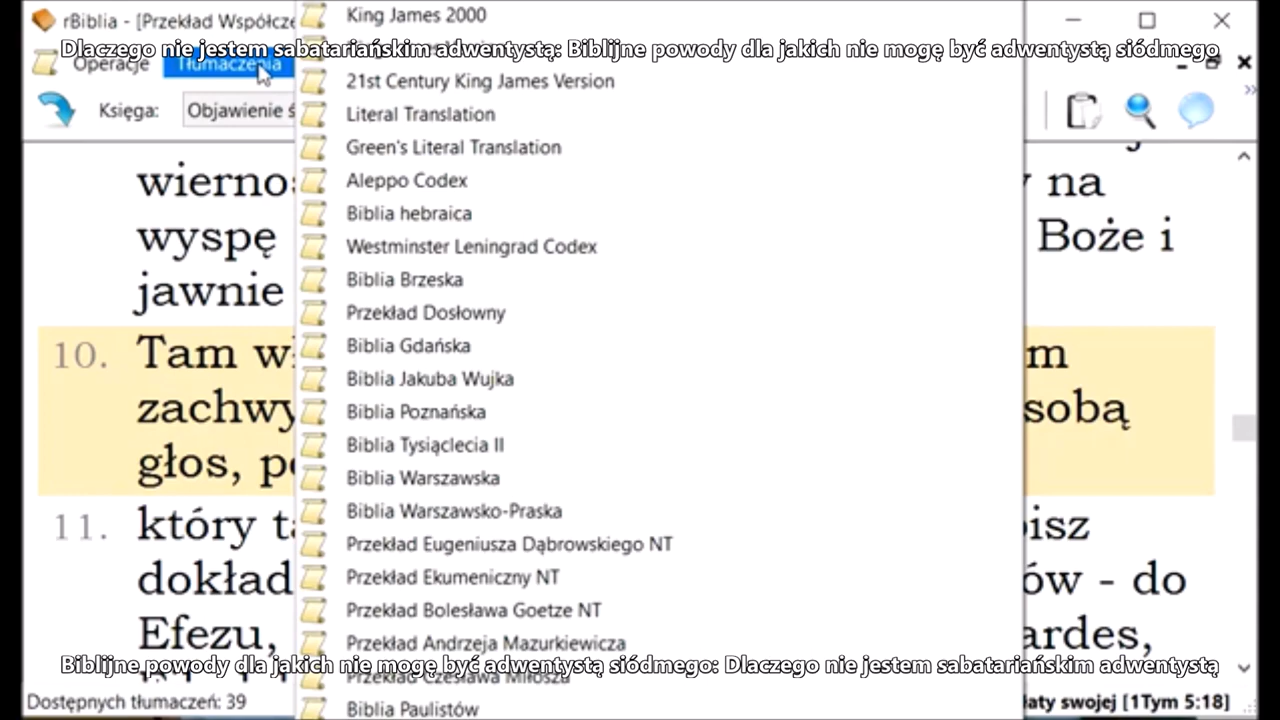 rBiblia - [Przekład Współcze
King James 2000
Dlaczego nie jestem sabatariańskim adwentystą: Biblijne powody dla jakich nie mogę być adwentystą siódmego
Operacje Tłumaczenia
21st Century King James Version
Księga: Objawienie ś
Literal Translation
Green's Literal Translation
Aleppo Codex
Biblia hebraica
Westminster Leningrad Codex
Biblia Brzeska
Przekład Dosłowny
Biblia Gdańska
Biblia Jakuba Wujka
Biblia Poznańska
Biblia Tysiąclecia II
Biblia Warszawska
Biblia Warszawsko-Praska
Przekład Eugeniusza Dąbrowskiego NT
Przekład Ekumeniczny NT
Przekład Bolesława Goetze NT
Przekład Andrzeja Mazurkiewicza
Przekład Czesława Miłosza
Biblia Paulistów
wierno na
wyspę Boże i
jawnie
10. Tam w m
zachwy sobą
głos, p
11. który t isz
dokład ów - do
Efezu, ardes,
Biblijne powody dla jakich nie mogę być adwentystą siódmego: Dlaczego nie jestem sabatariańskim adwentystą
Dostępnych tłumaczeń: 39
łaty swojej [1Tym 5:18]